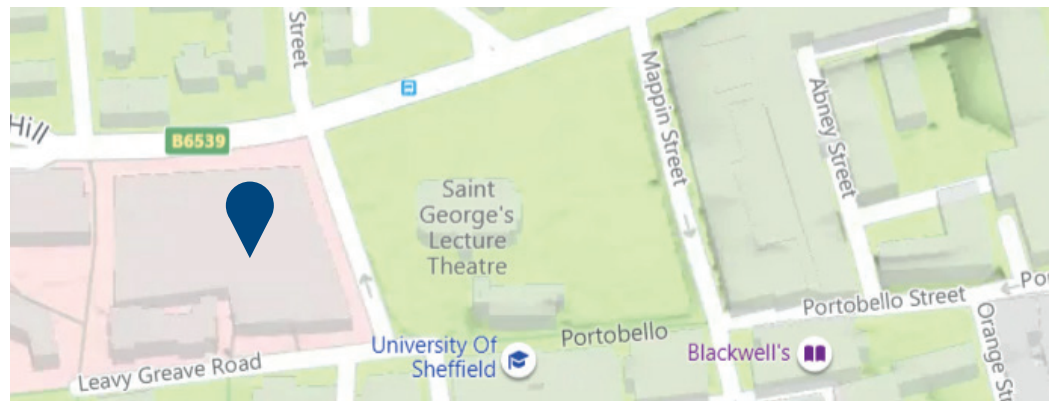 Street
Hill
B6539
Mappin Street
Abney Street
Saint
George's
Lecture
Theatre
Portobello Street
Po
Orange St
Portobello
University Of
Sheffield
Blackwell's
Leavy Greave Road